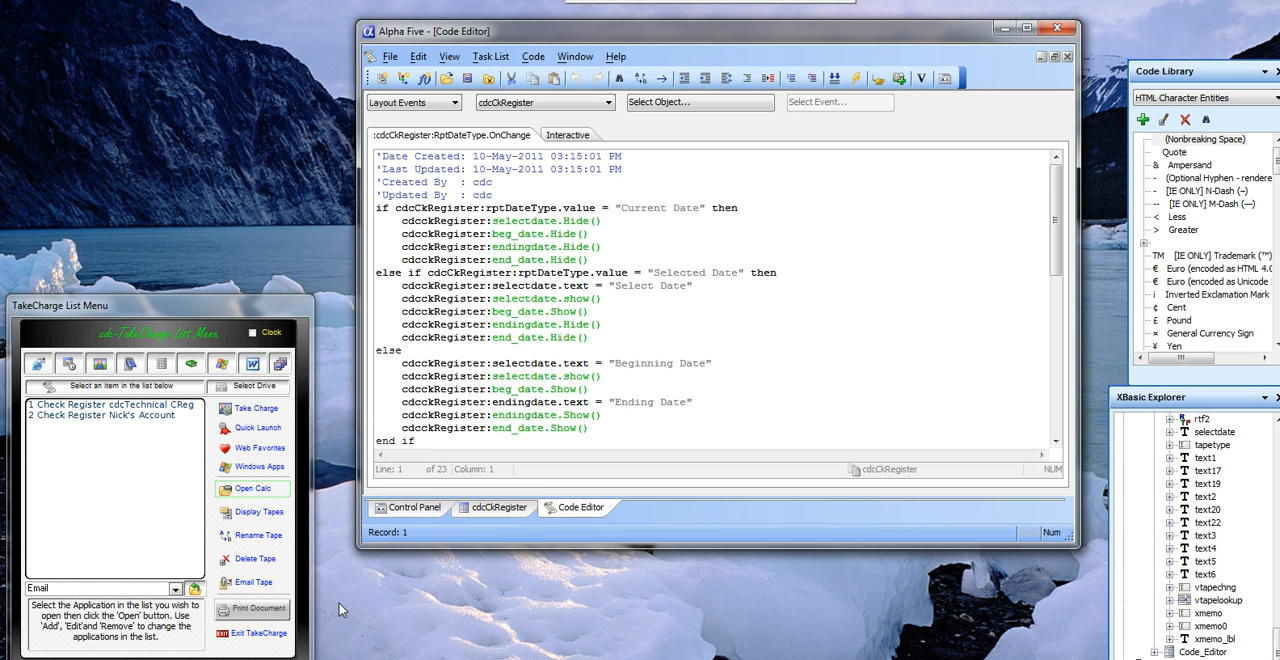 Alpha Five - [Code Editor]
File Edit View Task List Code Window Help
Layout Events cdcCkRegister Select Object... Select Event...
:cdcCkRegister:RptDateType.OnChange Interactive
'Date Created: 10-May-2011 03:15:01 PM
'Last Updated: 10-May-2011 03:15:01 PM
'Created By  : cdc
'Updated By  : cdc
if cdcCkRegister:rptDateType.value = "Current Date" then
cdcckRegister:selectdate.Hide()
cdcckRegister:beg_date.Hide()
cdcckRegister:endingdate.Hide()
cdcckRegister:end_date.Hide()
else if cdcCkRegister:rptDateType.value = "Selected Date" then
cdcckRegister:selectdate.text = "Select Date"
cdcckRegister:selectdate.show()
cdcckRegister:beg_date.Show()
cdcckRegister:endingdate.Hide()
cdcckRegister:end_date.Hide()
else
cdcckRegister:selectdate.text = "Beginning Date"
cdcckRegister:selectdate.show()
cdcckRegister:beg_date.Show()
cdcckRegister:endingdate.text = "Ending Date"
cdcckRegister:endingdate.Show()
cdcckRegister:end_date.Show()
end if
Line: 1 of 23 Column: 1 cdcCkRegister NUM
Control Panel cdcCkRegister Code Editor
Record: 1 Num
TakeCharge List Menu
cdc-TakeCharge List Menu Clock
Select an item in the list below Select Drive
1 Check Register cdcTechnical CReg
2 Check Register Nick's Account
Take Charge
Quick Launch
Web Favorites
Windows Apps
Open Calc
Display Tapes
Rename Tape
Delete Tape
Email Tape
Print Document
EXIT Exit TakeCharge
Email
Select the Application in the list you wish to
open then click the 'Open' button. Use
'Add', 'Edit'and 'Remove' to change the
applications in the list.
Code Library
HTML Character Entities
(Nonbreaking Space)
" Quote
& Ampersand
- (Optional Hyphen - rendere
- [IE ONLY] N-Dash (–)
-- [IE ONLY] M-Dash (—)
< Less
> Greater
TM [IE ONLY] Trademark (™)
€ Euro (encoded as HTML 4.0
€ Euro (encoded as Unicode
¡ Inverted Exclamation Mark
¢ Cent
£ Pound
¤ General Currency Sign
¥ Yen
XBasic Explorer
rtf2
selectdate
tapetype
text1
text17
text19
text2
text20
text22
text3
text4
text5
text6
vtapechng
vtapelookup
xmemo
xmemo0
xmemo_lbl
Code_Editor